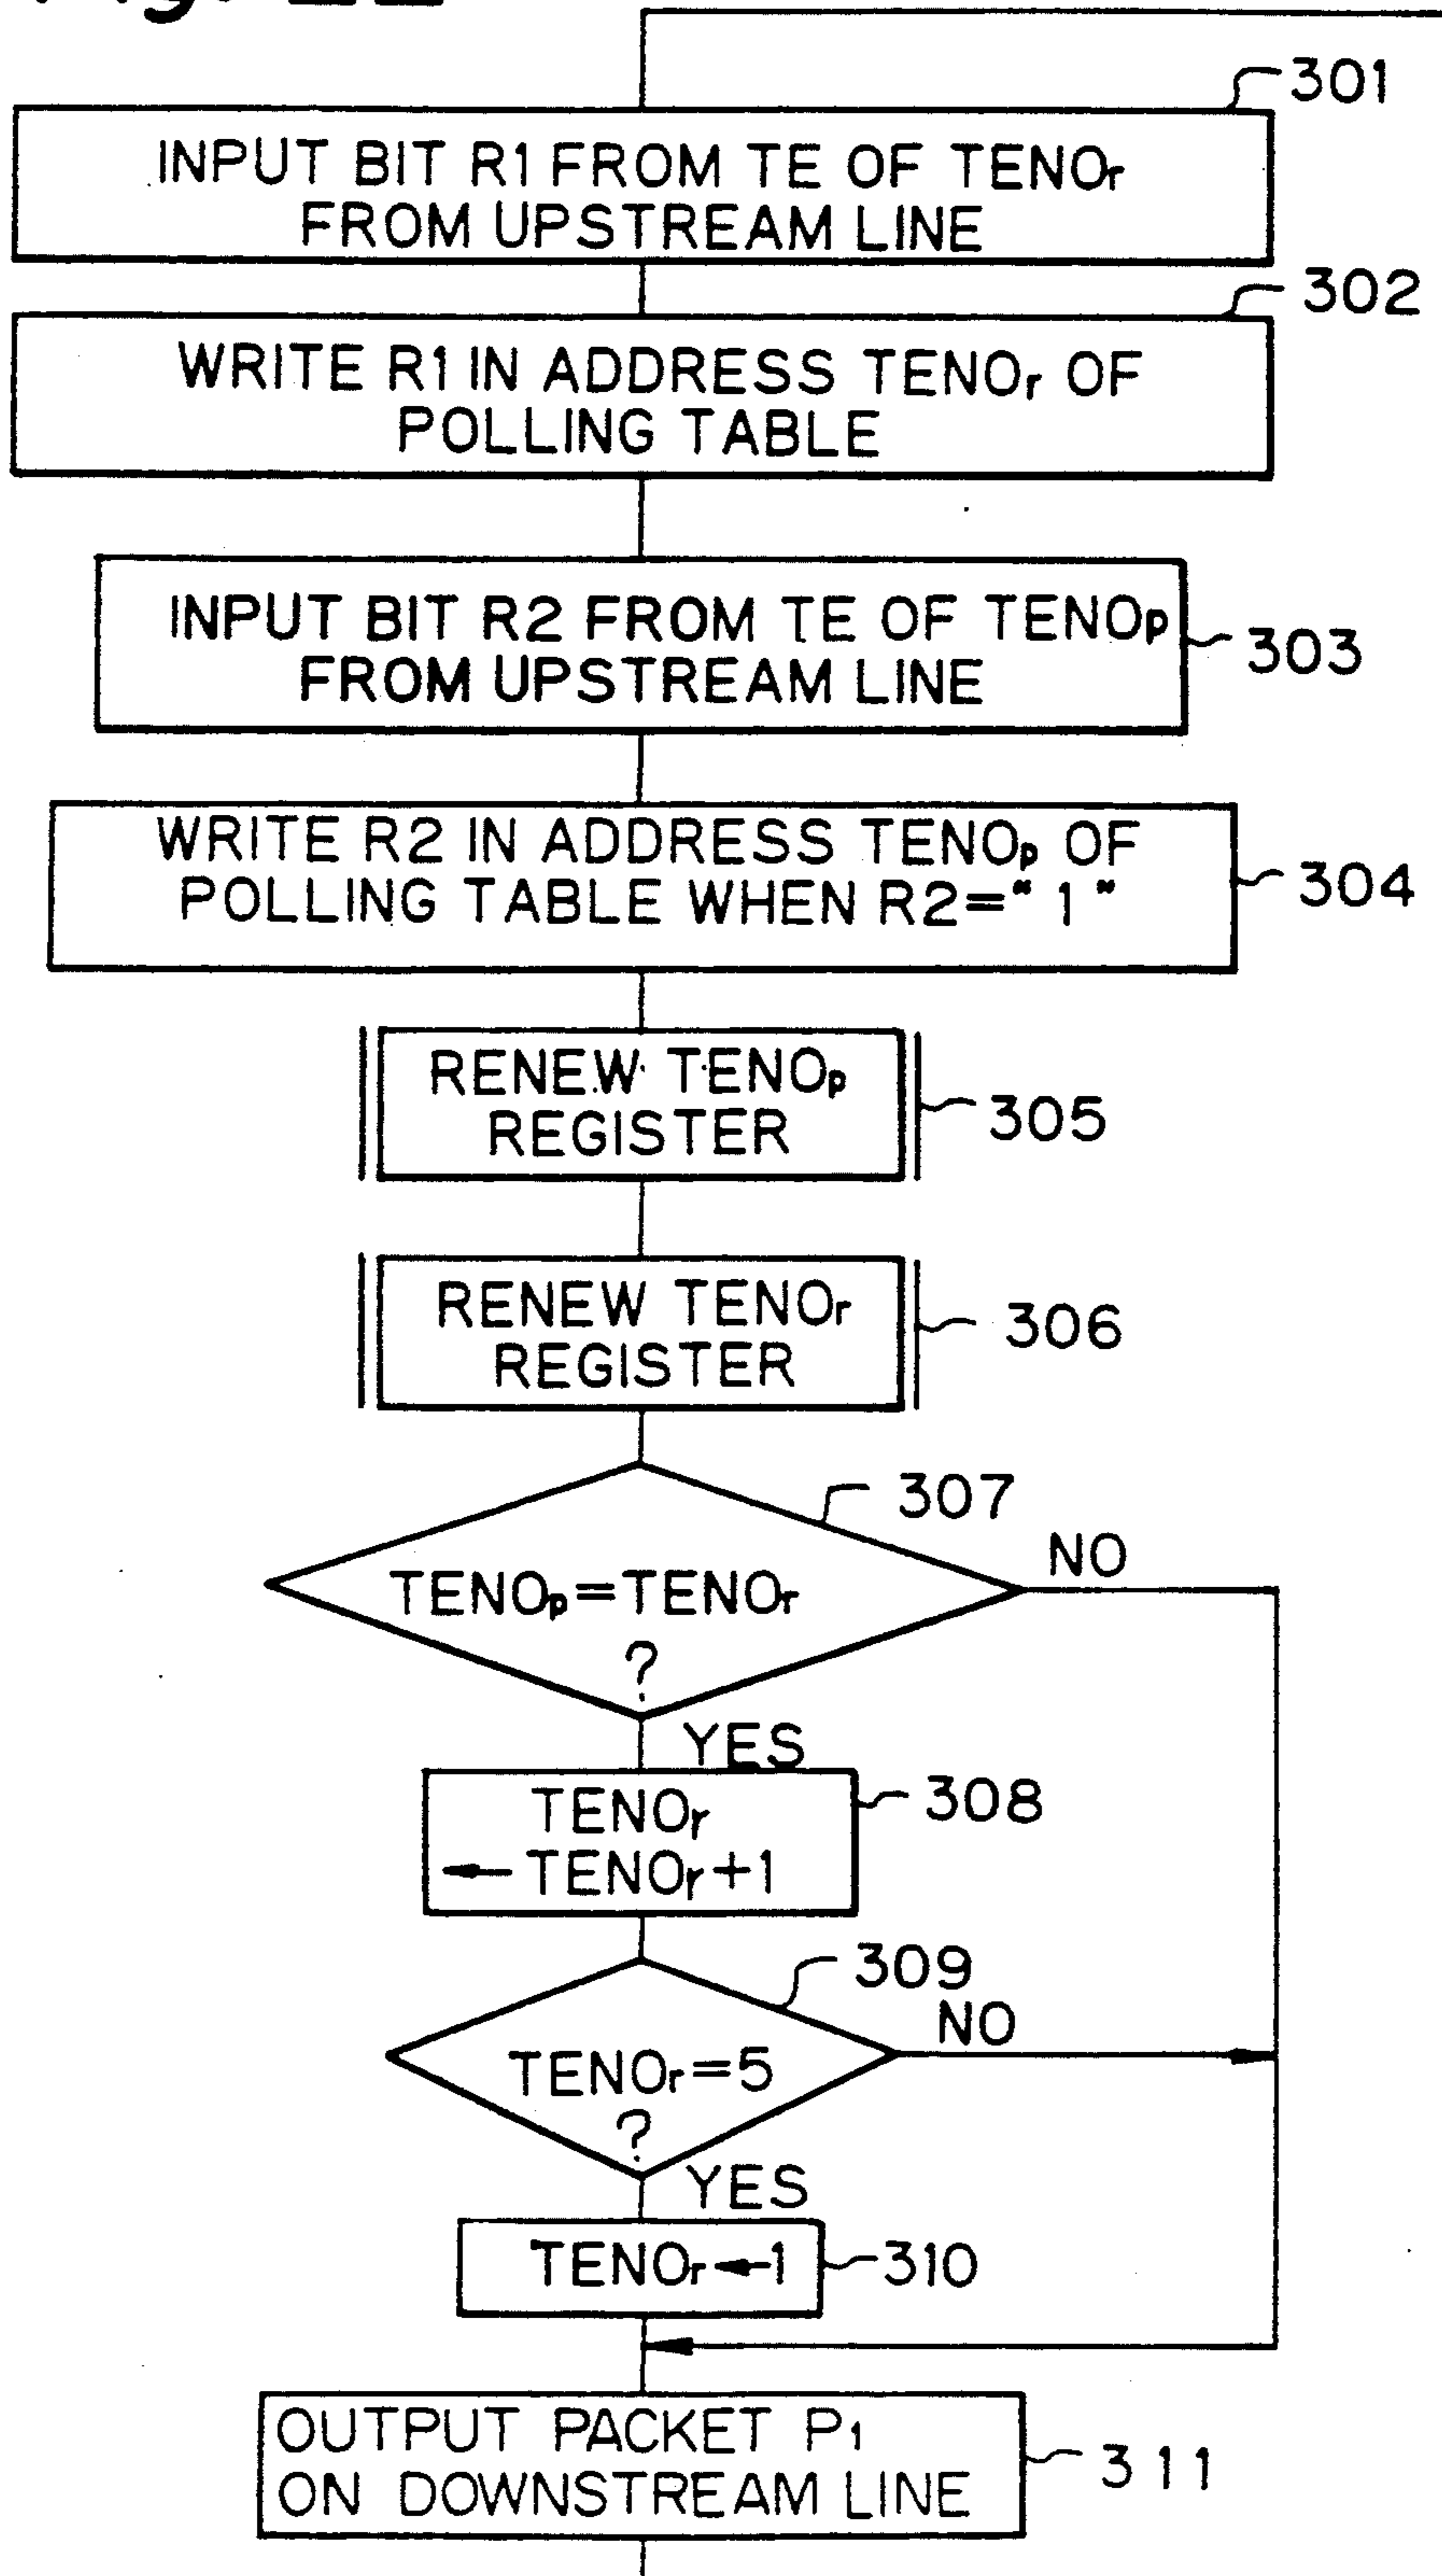 301
INPUT BIT R1 FROM TE OF TENOr
FROM UPSTREAM LINE
302
WRITE R1 IN ADDRESS TENOr OF
POLLING TABLE
INPUT BIT R2 FROM TE OF TENOp
FROM UPSTREAM LINE
303
WRITE R2 IN ADDRESS TENOp OF
POLLING TABLE WHEN R2="1"
304
RENEW TENOp
REGISTER
305
RENEW TENOr
REGISTER
306
307
NO
TENOp=TENOr
?
YES
TENOr
← TENOr+1
308
309
NO
TENOr=5
?
YES
TENOr←1
310
OUTPUT PACKET P1
ON DOWNSTREAM LINE
311